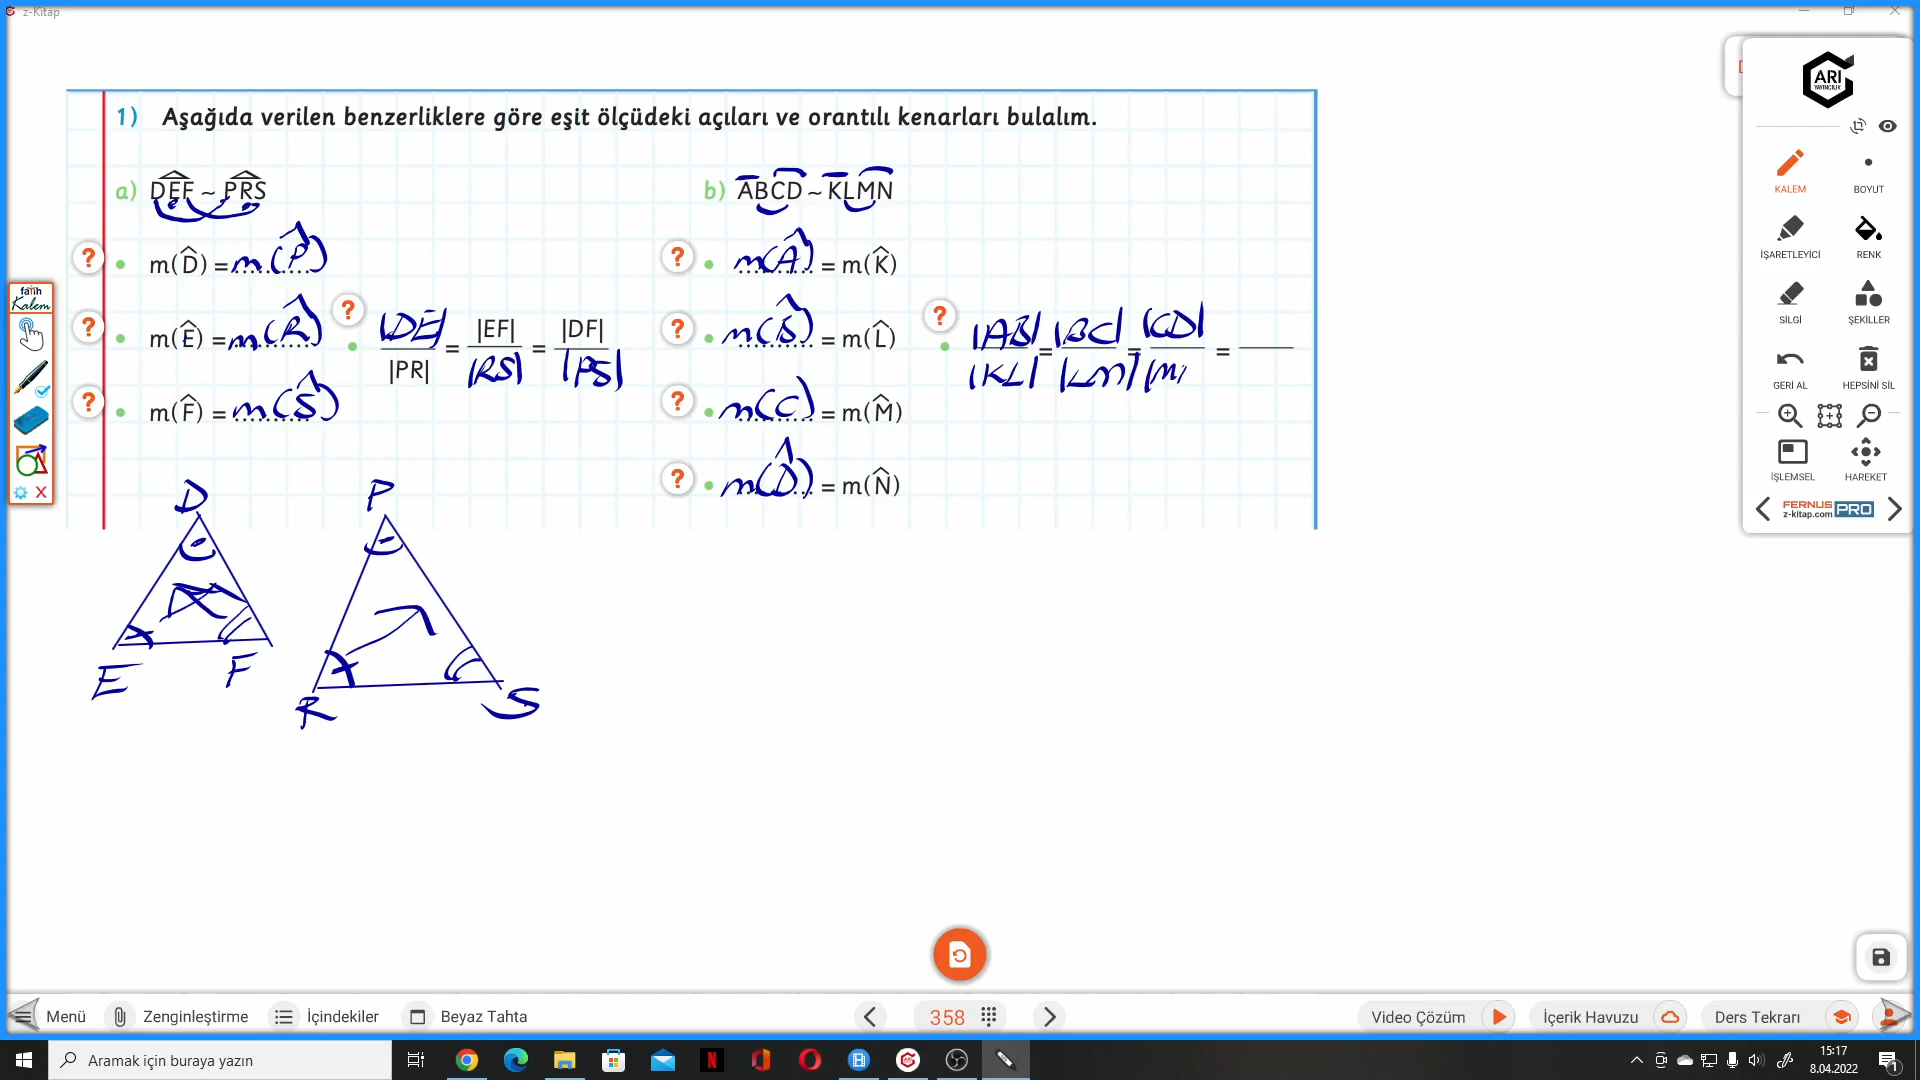 z-Kitap
1) Aşağıda verilen benzerliklere göre eşit ölçüdeki açıları ve orantılı kenarları bulalım.
a) DEF ~ PRS
m(D̂) = m(P̂)
m(Ê) = m(R̂)
m(F̂) = m(Ŝ)
|DE| / |PR| = |EF| / |RS| = |DF| / |PS|
b) ABCD ~ KLMN
m(Â) = m(K̂)
m(B̂) = m(L̂)
m(C) = m(M̂)
m(D̂) = m(N̂)
|AB| / |KL| = |BC| / |LM| = |CD| / |M =
D
E
F
P
R
S
fatih
Kalem
ARI
YAYINCILIK
KALEM
BOYUT
İŞARETLEYİCİ
RENK
SİLGİ
ŞEKİLLER
GERİ AL
HEPSİNİ SİL
İŞLEMSEL
HAREKET
FERNUS
z-kitap.com PRO
Menü
Zenginleştirme
İçindekiler
Beyaz Tahta
358
Video Çözüm
İçerik Havuzu
Ders Tekrarı
Aramak için buraya yazın
15:17
8.04.2022
1